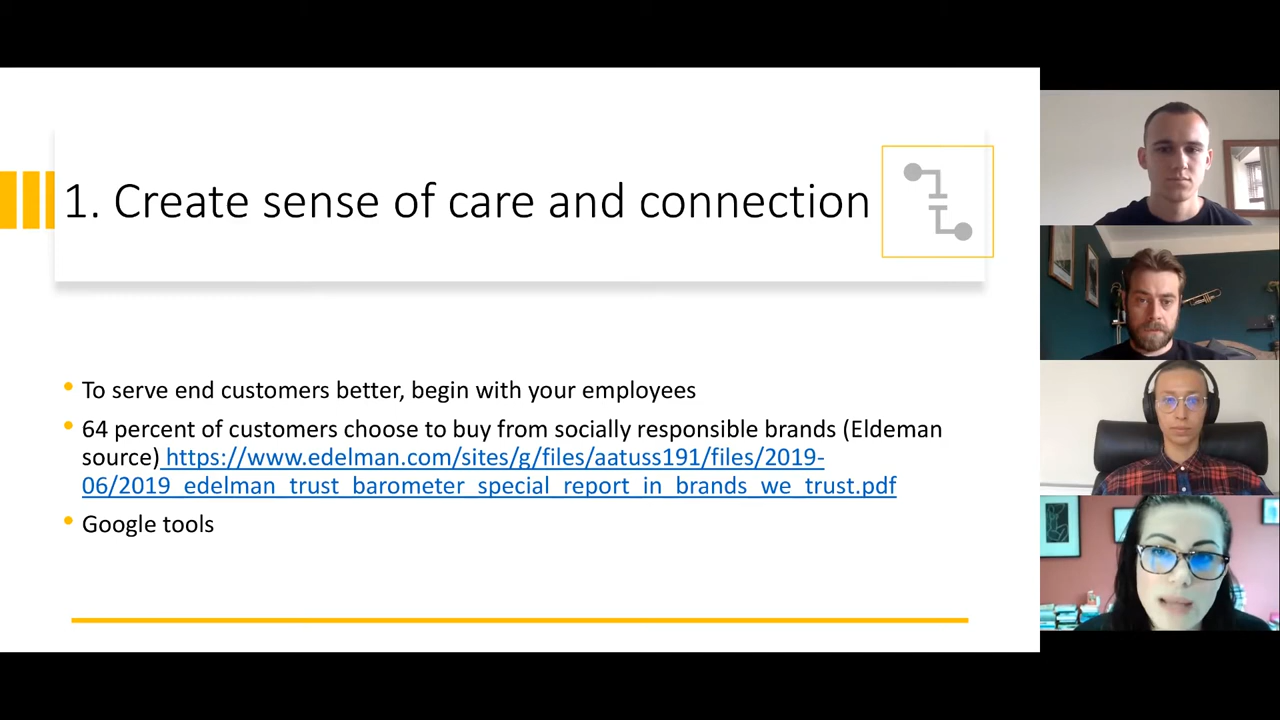 1. Create sense of care and connection
To serve end customers better, begin with your employees
64 percent of customers choose to buy from socially responsible brands (Eldeman
source) https://www.edelman.com/sites/g/files/aatuss191/files/2019-
06/2019_edelman_trust_barometer_special_report_in_brands_we_trust.pdf
Google tools